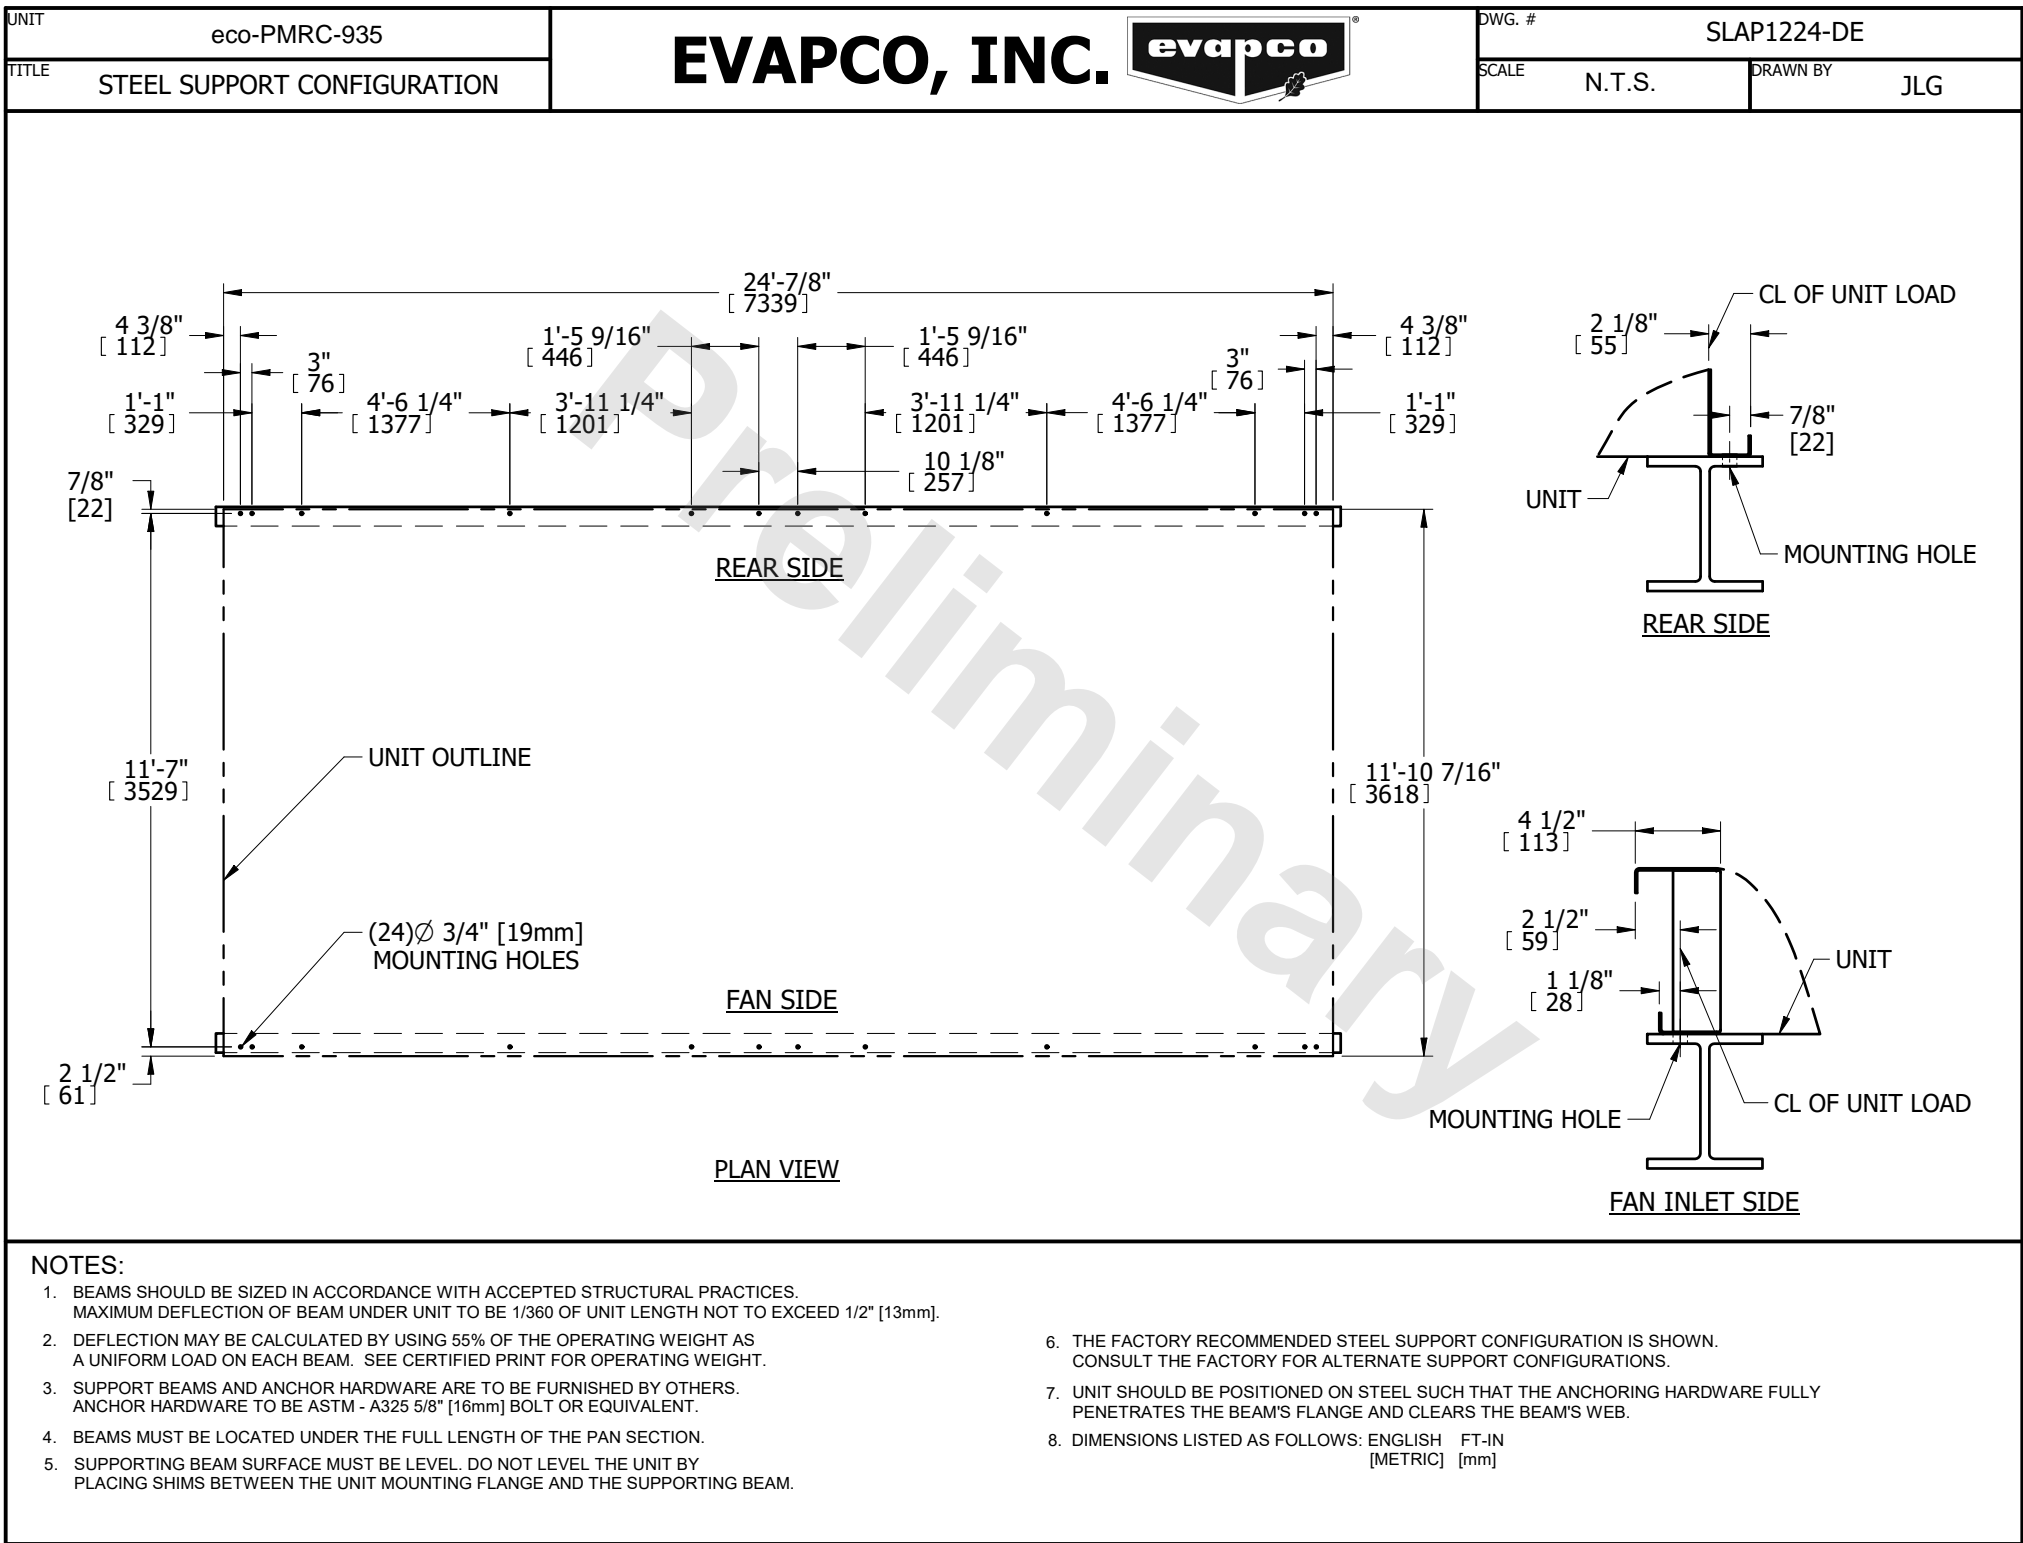 UNIT
eco-PMRC-935
TITLE
STEEL SUPPORT CONFIGURATION
EVAPCO, INC.
evapco®
DWG. #
SLAP1224-DE
SCALE
N.T.S.
DRAWN BY
JLG
24'-7/8"
[ 7339]
4 3/8"
[ 112]
3"
[ 76]
1'-5 9/16"
[ 446]
1'-5 9/16"
[ 446]
3"
[ 76]
4 3/8"
[ 112]
1'-1"
[ 329]
4'-6 1/4"
[ 1377]
3'-11 1/4"
[ 1201]
3'-11 1/4"
[ 1201]
4'-6 1/4"
[ 1377]
1'-1"
[ 329]
10 1/8"
[ 257]
7/8"
[22]
REAR SIDE
UNIT OUTLINE
11'-7"
[ 3529]
11'-10 7/16"
[ 3618]
(24)Ø 3/4" [19mm]
MOUNTING HOLES
FAN SIDE
2 1/2"
[ 61]
PLAN VIEW
Preliminary
CL OF UNIT LOAD
2 1/8"
[ 55]
7/8"
[22]
UNIT
MOUNTING HOLE
REAR SIDE
4 1/2"
[ 113]
2 1/2"
[ 59]
1 1/8"
[ 28]
UNIT
CL OF UNIT LOAD
MOUNTING HOLE
FAN INLET SIDE
NOTES:
1. BEAMS SHOULD BE SIZED IN ACCORDANCE WITH ACCEPTED STRUCTURAL PRACTICES.
MAXIMUM DEFLECTION OF BEAM UNDER UNIT TO BE 1/360 OF UNIT LENGTH NOT TO EXCEED 1/2" [13mm].
2. DEFLECTION MAY BE CALCULATED BY USING 55% OF THE OPERATING WEIGHT AS
A UNIFORM LOAD ON EACH BEAM. SEE CERTIFIED PRINT FOR OPERATING WEIGHT.
3. SUPPORT BEAMS AND ANCHOR HARDWARE ARE TO BE FURNISHED BY OTHERS.
ANCHOR HARDWARE TO BE ASTM - A325 5/8" [16mm] BOLT OR EQUIVALENT.
4. BEAMS MUST BE LOCATED UNDER THE FULL LENGTH OF THE PAN SECTION.
5. SUPPORTING BEAM SURFACE MUST BE LEVEL. DO NOT LEVEL THE UNIT BY
PLACING SHIMS BETWEEN THE UNIT MOUNTING FLANGE AND THE SUPPORTING BEAM.
6. THE FACTORY RECOMMENDED STEEL SUPPORT CONFIGURATION IS SHOWN.
CONSULT THE FACTORY FOR ALTERNATE SUPPORT CONFIGURATIONS.
7. UNIT SHOULD BE POSITIONED ON STEEL SUCH THAT THE ANCHORING HARDWARE FULLY
PENETRATES THE BEAM'S FLANGE AND CLEARS THE BEAM'S WEB.
8. DIMENSIONS LISTED AS FOLLOWS: ENGLISH FT-IN
[METRIC] [mm]